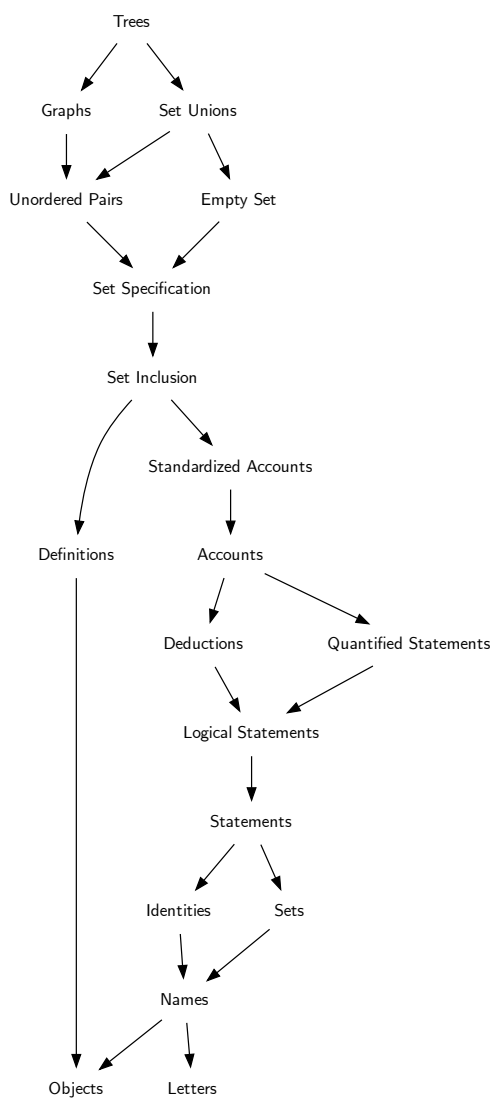 Trees
Graphs
Set Unions
Unordered Pairs
Empty Set
Set Specification
Set Inclusion
Standardized Accounts
Definitions
Accounts
Deductions
Quantified Statements
Logical Statements
Statements
Identities
Sets
Names
Objects
Letters